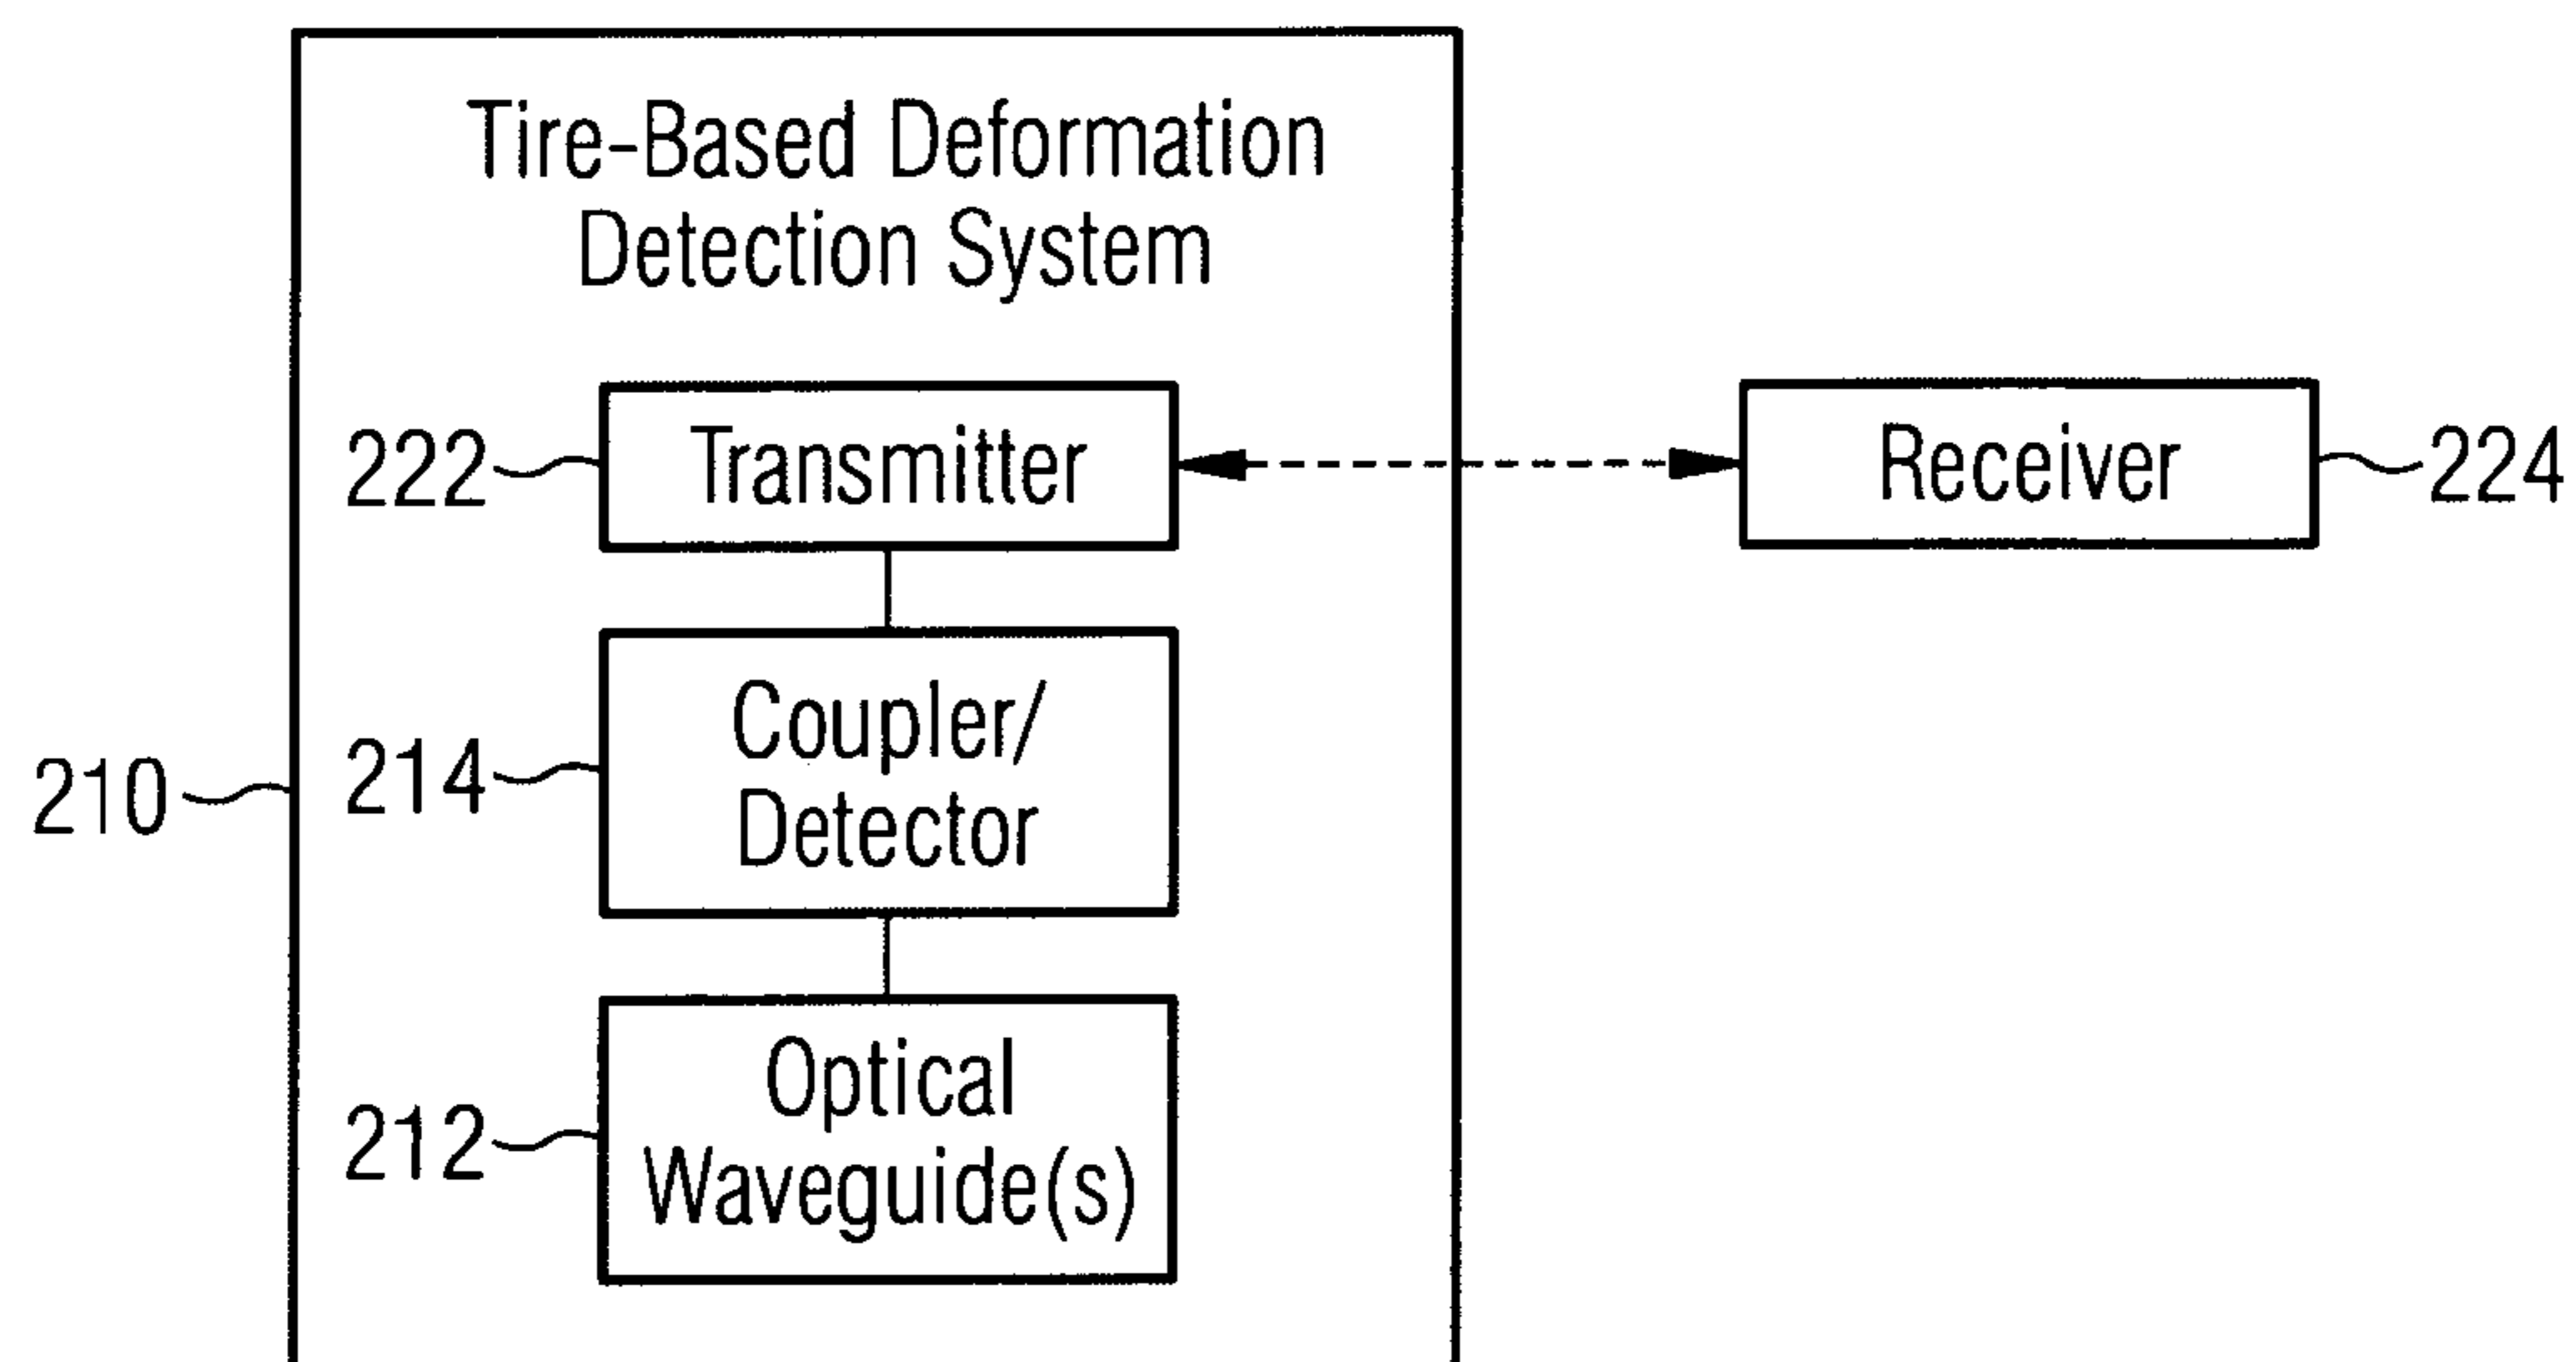 Tire-Based Deformation
Detection System
222
Transmitter
Receiver
224
210
214
Coupler/
Detector
212
Optical
Waveguide(s)